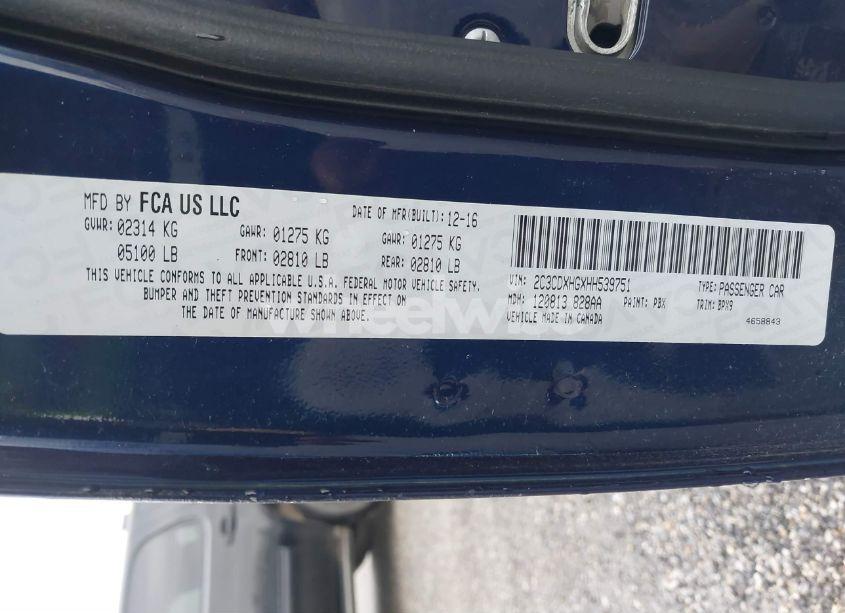 MFD BY FCA US LLC
DATE OF MFR(BUILT): 12-16
GVWR: 02314 KG GAWR: 01275 KG GAWR: 01275 KG
05100 LB FRONT: 02810 LB REAR: 02810 LB
THIS VEHICLE CONFORMS TO ALL APPLICABLE U.S.A. FEDERAL MOTOR VEHICLE SAFETY,
BUMPER AND THEFT PREVENTION STANDARDS IN EFFECT ON
THE DATE OF MANUFACTURE SHOWN ABOVE.
VIN: 2C3CDXHGXHH539751 TYPE: PASSENGER CAR
MDH: 120813 828AA PAINT: PBX TRIM: BPX9
VEHICLE MADE IN CANADA 4658843